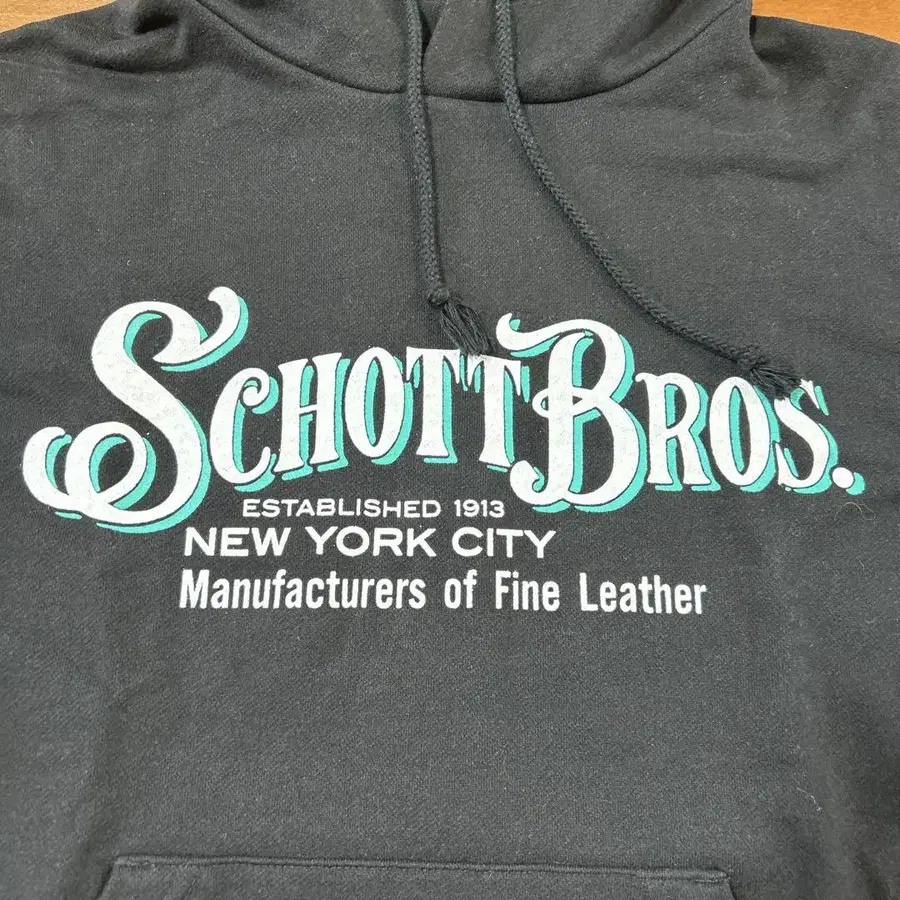 SCHOTT BROS.
ESTABLISHED 1913
NEW YORK CITY
Manufacturers of Fine Leather